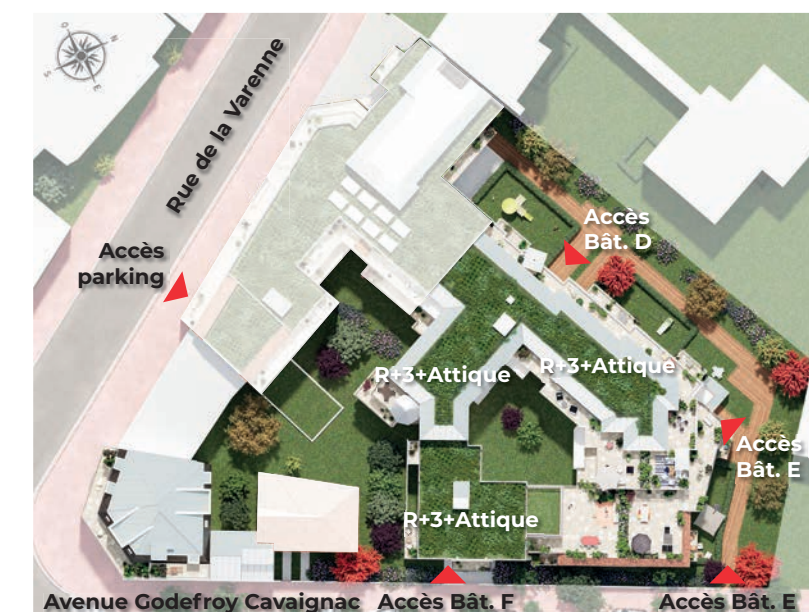 O
N
S
E
Rue de la Varenne
Accès
parking
Accès
Bât. D
R+3+Attique
R+3+Attique
Accès
Bât. E
R+3+Attique
Avenue Godefroy Cavaignac
Accès Bât. F
Accès Bât. E